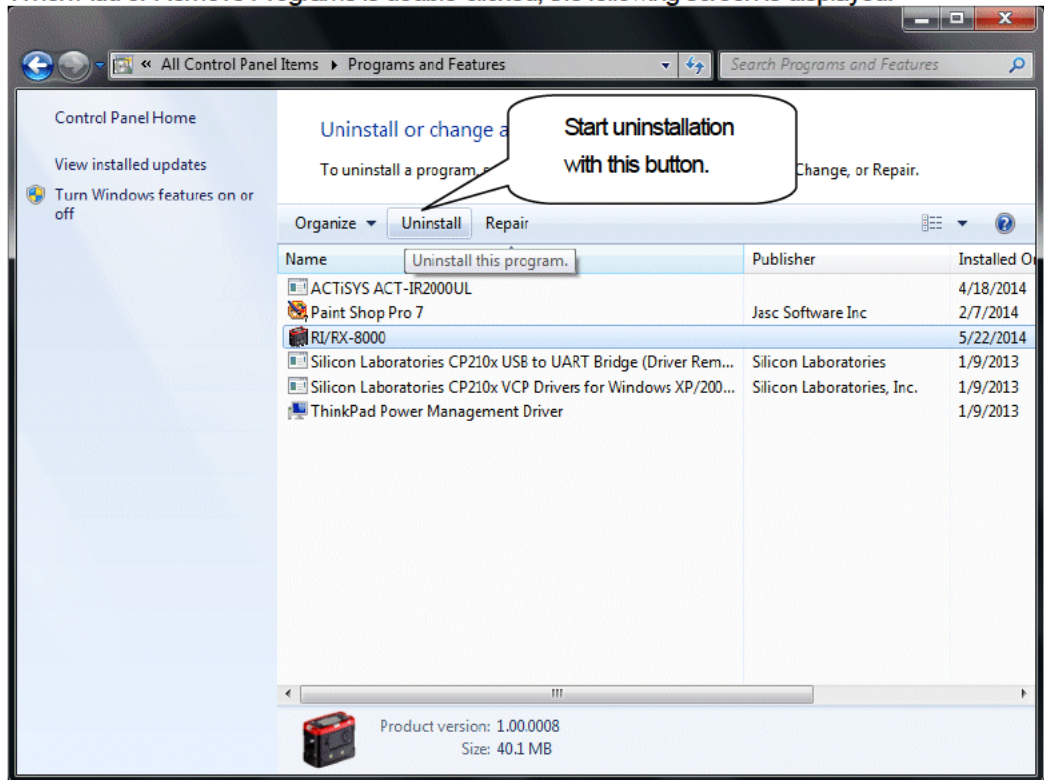 « All Control Panel Items ▸ Programs and Features
Search Programs and Features
Control Panel Home
View installed updates
Turn Windows features on or
off
Uninstall or change a
To uninstall a program,
Change, or Repair.
Start uninstallation
with this button.
Organize Uninstall Repair
Uninstall this program.
Name Publisher Installed O
ACTiSYS ACT-IR2000UL 4/18/2014
Paint Shop Pro 7 Jasc Software Inc 2/7/2014
RI/RX-8000 5/22/2014
Silicon Laboratories CP210x USB to UART Bridge (Driver Rem... Silicon Laboratories 1/9/2013
Silicon Laboratories CP210x VCP Drivers for Windows XP/200... Silicon Laboratories, Inc. 1/9/2013
ThinkPad Power Management Driver 1/9/2013
Product version: 1.00.0008
Size: 40.1 MB